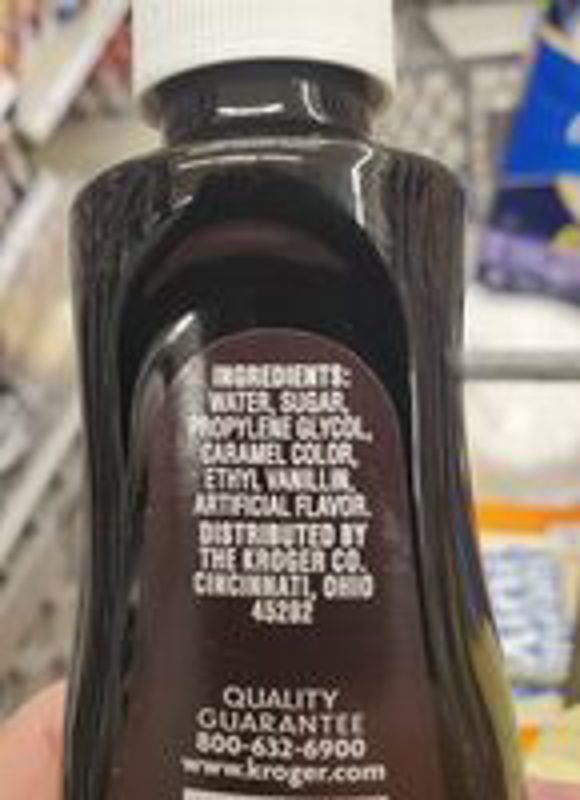 INGREDIENTS:
WATER, SUGAR,
PROPYLENE GLYCOL,
CARAMEL COLOR,
ETHYL VANILLIN,
ARTIFICIAL FLAVOR.
DISTRIBUTED BY
THE KROGER CO.
CINCINNATI, OHIO
45202
QUALITY
GUARANTEE
800-632-6900
www.kroger.com